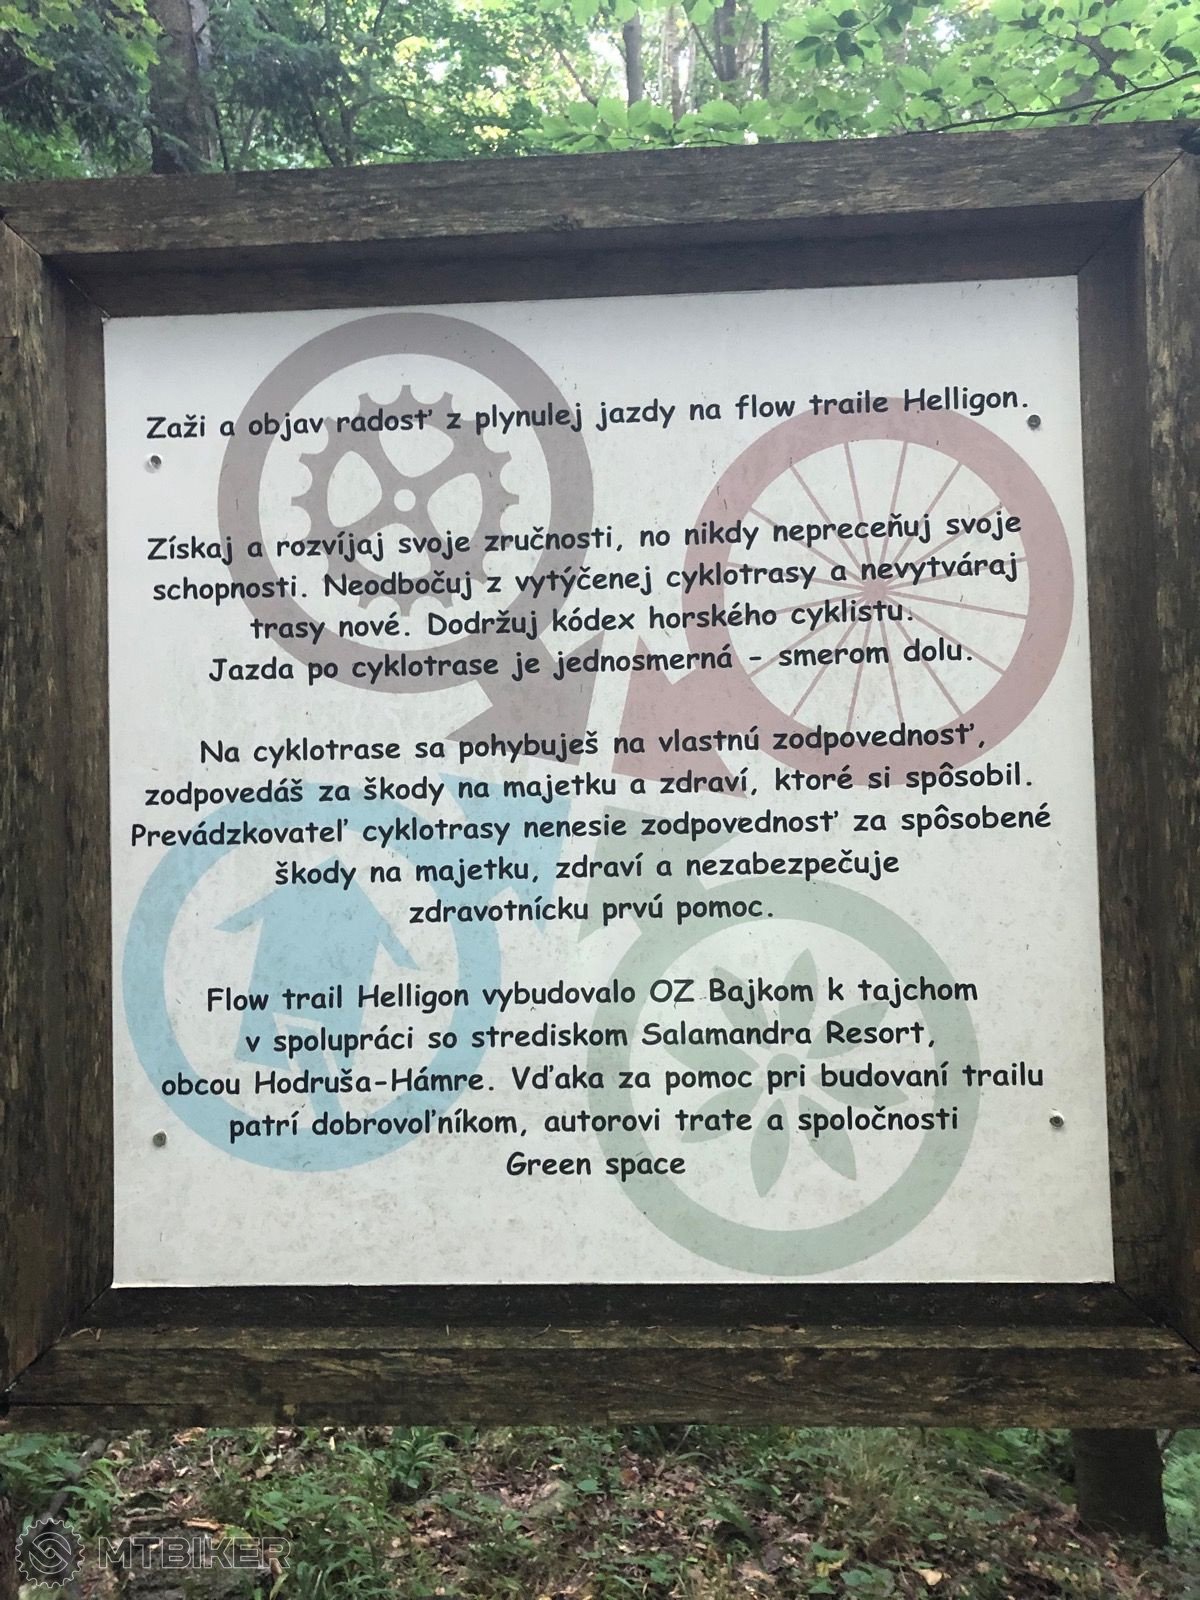 Zaži a objav radosť z plynulej jazdy na flow traile Helligon.
Získaj a rozvíjaj svoje zručnosti, no nikdy nepreceňuj svoje
schopnosti. Neodbočuj z vytýčenej cyklotrasy a nevytváraj
trasy nové. Dodržuj kódex horského cyklistu.
Jazda po cyklotrase je jednosmerná - smerom dolu.
Na cyklotrase sa pohybuješ na vlastnú zodpovednosť,
zodpovedáš za škody na majetku a zdraví, ktoré si spôsobil.
Prevádzkovateľ cyklotrasy nenesie zodpovednosť za spôsobené
škody na majetku, zdraví a nezabezpečuje
zdravotnícku prvú pomoc.
Flow trail Helligon vybudovalo OZ Bajkom k tajchom
v spolupráci so strediskom Salamandra Resort,
obcou Hodruša-Hámre. Vďaka za pomoc pri budovaní trailu
patrí dobrovoľníkom, autorovi trate a spoločnosti
Green space
MTBIKER